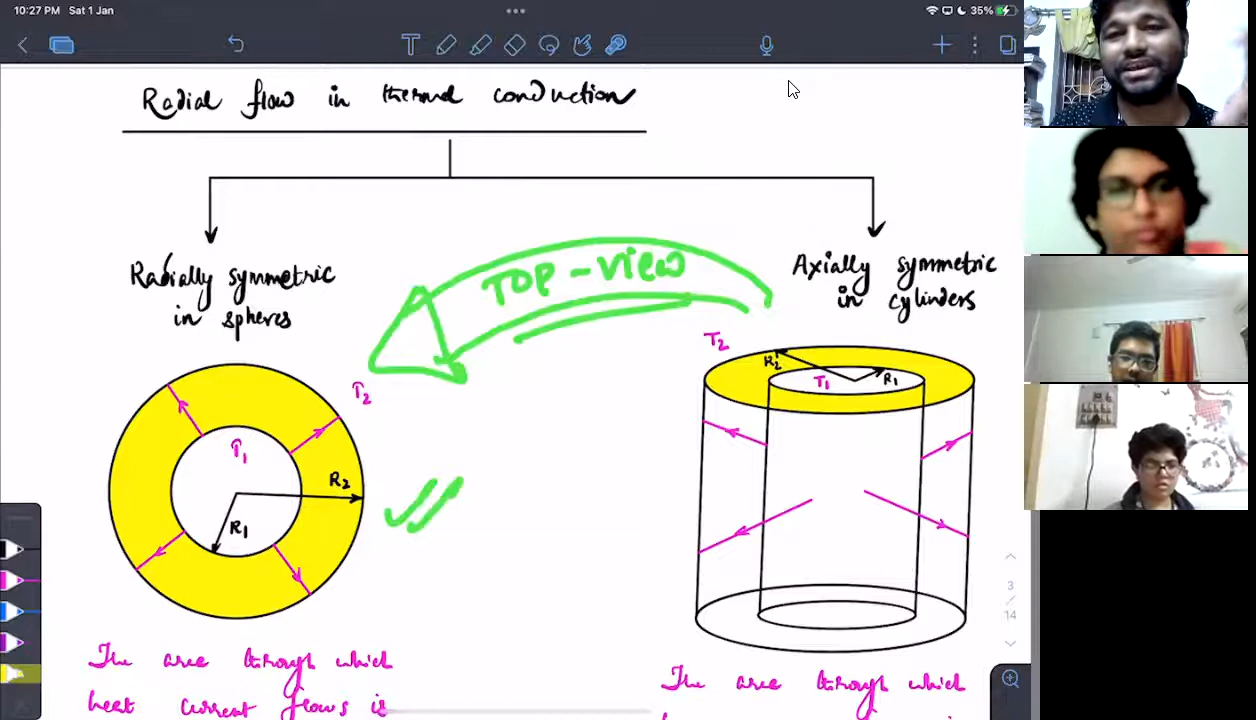 10:27 PM Sat 1 Jan
35%
Radial flow in thermal conduction
TOP-VIEW
Radially symmetric
in spheres
Axially symmetric
in cylinders
T2
R2
T1
R1
T2
T1
R2
R1
3
/
14
The area through which
heat current flows is
The area through which